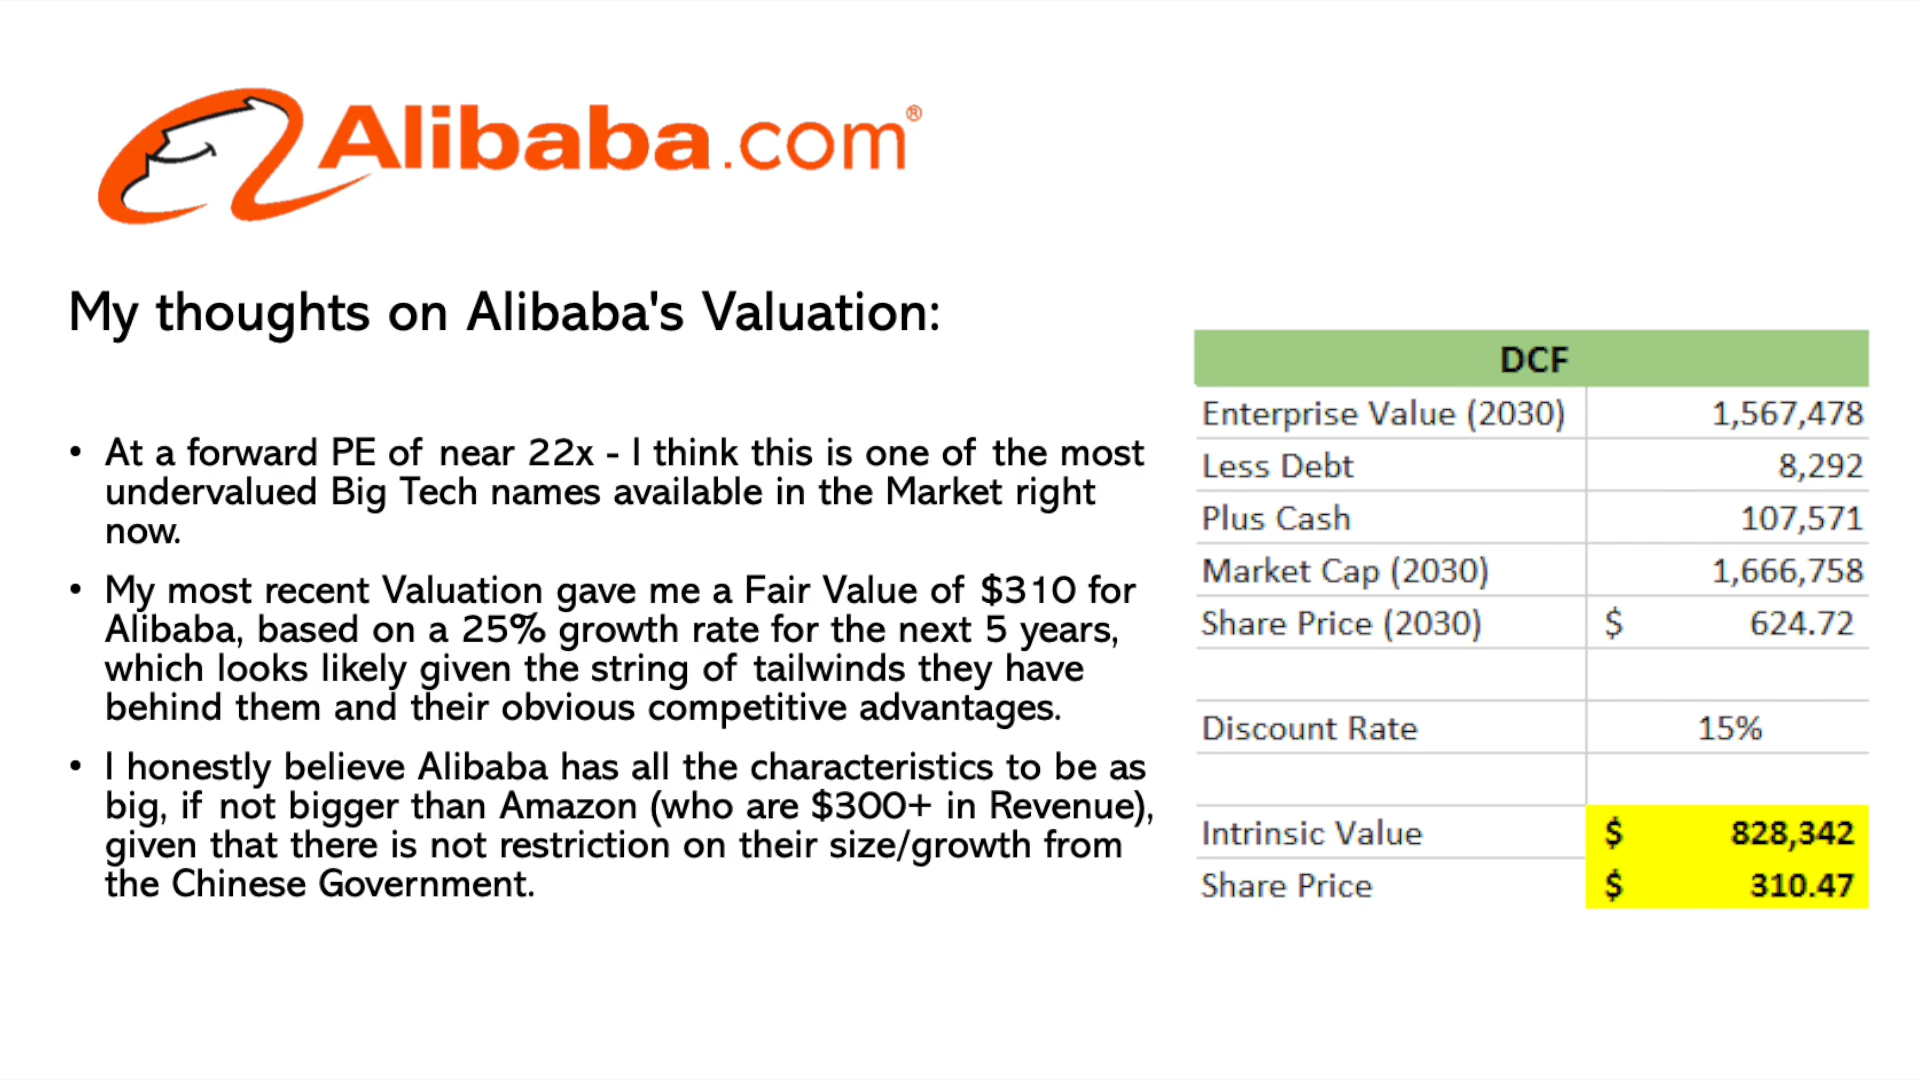 Alibaba.com®
My thoughts on Alibaba's Valuation:
• At a forward PE of near 22x - I think this is one of the most
undervalued Big Tech names available in the Market right
now.
• My most recent Valuation gave me a Fair Value of $310 for
Alibaba, based on a 25% growth rate for the next 5 years,
which looks likely given the string of tailwinds they have
behind them and their obvious competitive advantages.
• I honestly believe Alibaba has all the characteristics to be as
big, if not bigger than Amazon (who are $300+ in Revenue),
given that there is not restriction on their size/growth from
the Chinese Government.
DCF
Enterprise Value (2030) 1,567,478
Less Debt 8,292
Plus Cash 107,571
Market Cap (2030) 1,666,758
Share Price (2030) $ 624.72
Discount Rate 15%
Intrinsic Value $ 828,342
Share Price $ 310.47